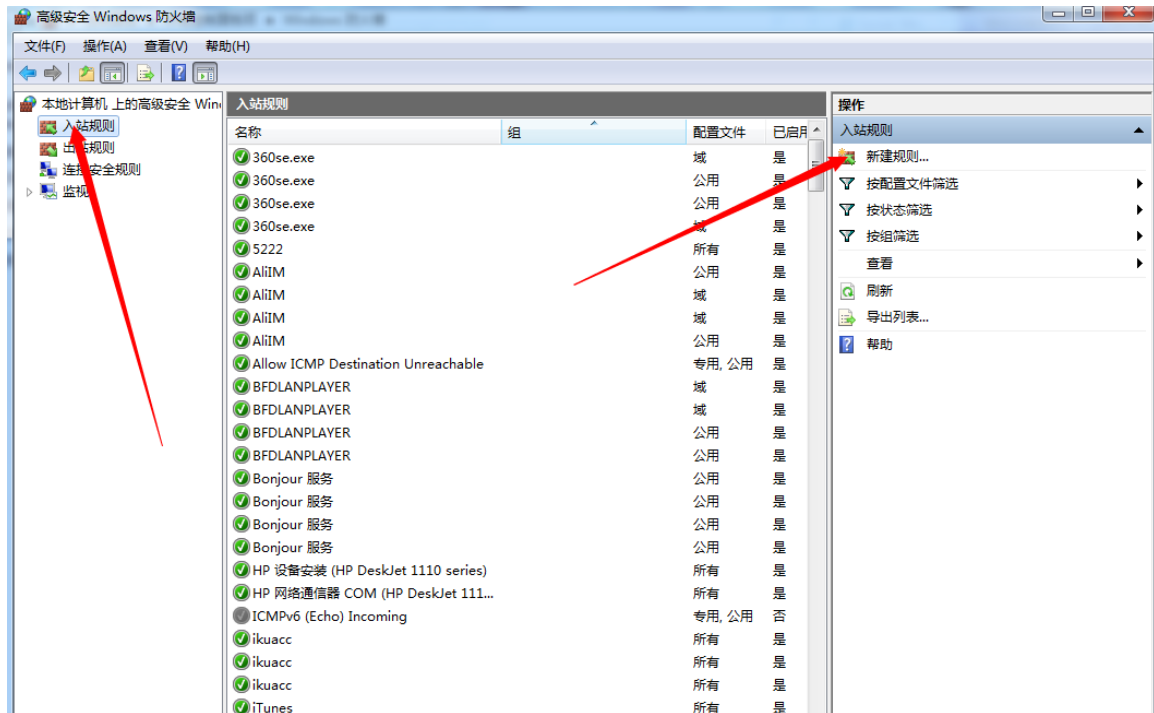 高级安全 Windows 防火墙
文件(F) 操作(A) 查看(V) 帮助(H)
本地计算机 上的高级安全 Win
入站规则
出站规则
连接安全规则
监视
入站规则
名称 组 配置文件 已启用
360se.exe 域 是
360se.exe 公用 是
360se.exe 公用 是
360se.exe 域 是
5222 所有 是
AliIM 公用 是
AliIM 域 是
AliIM 域 是
AliIM 公用 是
Allow ICMP Destination Unreachable 专用, 公用 是
BFDLANPLAYER 域 是
BFDLANPLAYER 域 是
BFDLANPLAYER 公用 是
BFDLANPLAYER 公用 是
Bonjour 服务 公用 是
Bonjour 服务 公用 是
Bonjour 服务 公用 是
Bonjour 服务 公用 是
HP 设备安装 (HP DeskJet 1110 series) 所有 是
HP 网络通信器 COM (HP DeskJet 111... 所有 是
ICMPv6 (Echo) Incoming 专用, 公用 否
ikuacc 所有 是
ikuacc 所有 是
ikuacc 所有 是
iTunes 所有 是
操作
入站规则
新建规则...
按配置文件筛选
按状态筛选
按组筛选
查看
刷新
导出列表...
帮助